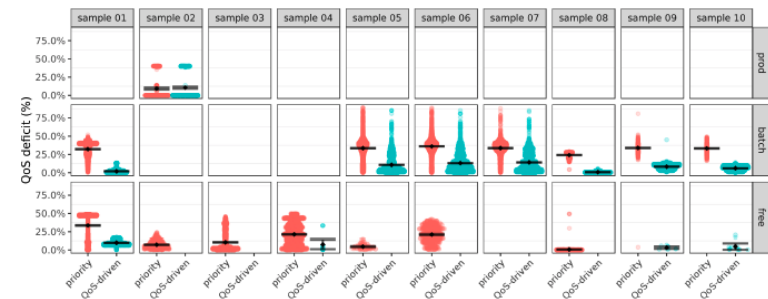 sample 01 sample 02 sample 03 sample 04 sample 05 sample 06 sample 07 sample 08 sample 09 sample 10
QoS deficit (%)
75.0%
50.0%
25.0%
0.0%
prod
75.0%
50.0%
25.0%
0.0%
batch
75.0%
50.0%
25.0%
0.0%
free
priority QoS-driven priority QoS-driven priority QoS-driven priority QoS-driven priority QoS-driven priority QoS-driven priority QoS-driven priority QoS-driven priority QoS-driven priority QoS-driven